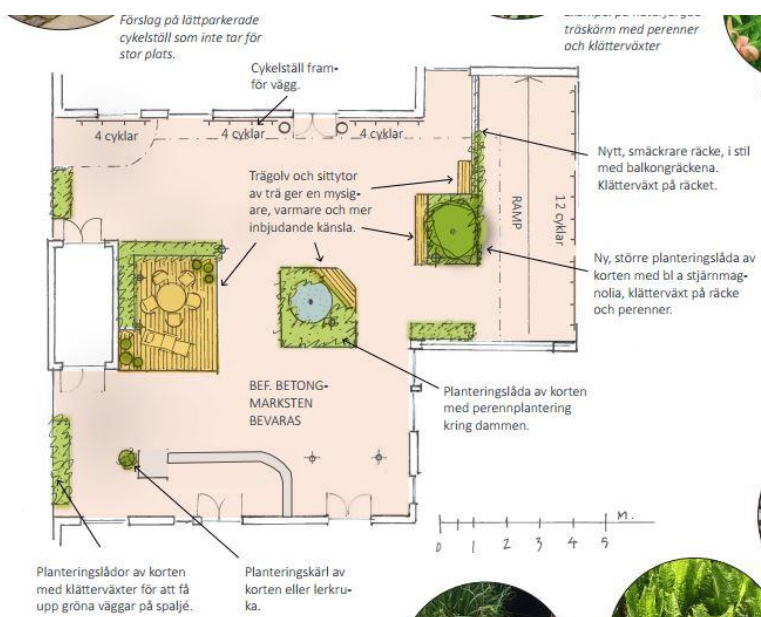 Förslag på lättparkerade
cykelställ som inte tar för
stor plats.
träskärm med perenner
och klätterväxter
Cykelställ fram-
för vägg.
4 cyklar
4 cyklar
4 cyklar
Trägolv och sittytor
av trä ger en mysig-
are, varmare och mer
inbjudande känsla.
RAMP
12 cyklar
Nytt, smäckrare räcke, i stil
med balkongräckena.
Klätterväxt på räcket.
Ny, större planteringslåda av
korten med bl a stjärnmag-
nolia, klätterväxt på räcke
och perenner.
BEF. BETONG-
MARKSTEN
BEVARAS
Planteringslåda av korten
med perennplantering
kring dammen.
M.
0 1 2 3 4 5
Planteringslådor av korten
med klätterväxter för att få
upp gröna väggar på spaljé.
Planteringskärl av
korten eller lerkru-
ka.